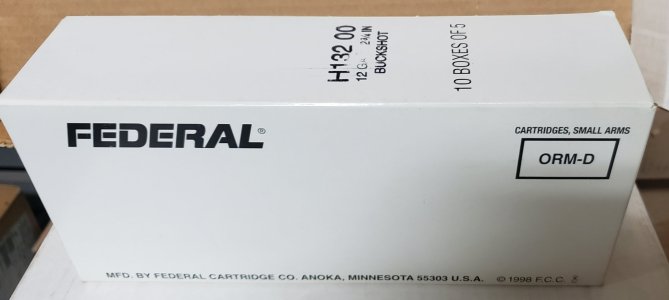 H132 00
12 GA 2¾ IN
BUCKSHOT
10 BOXES OF 5
FEDERAL®
CARTRIDGES, SMALL ARMS
ORM-D
MFD. BY FEDERAL CARTRIDGE CO. ANOKA, MINNESOTA 55303 U.S.A. © 1998 F.C.C.